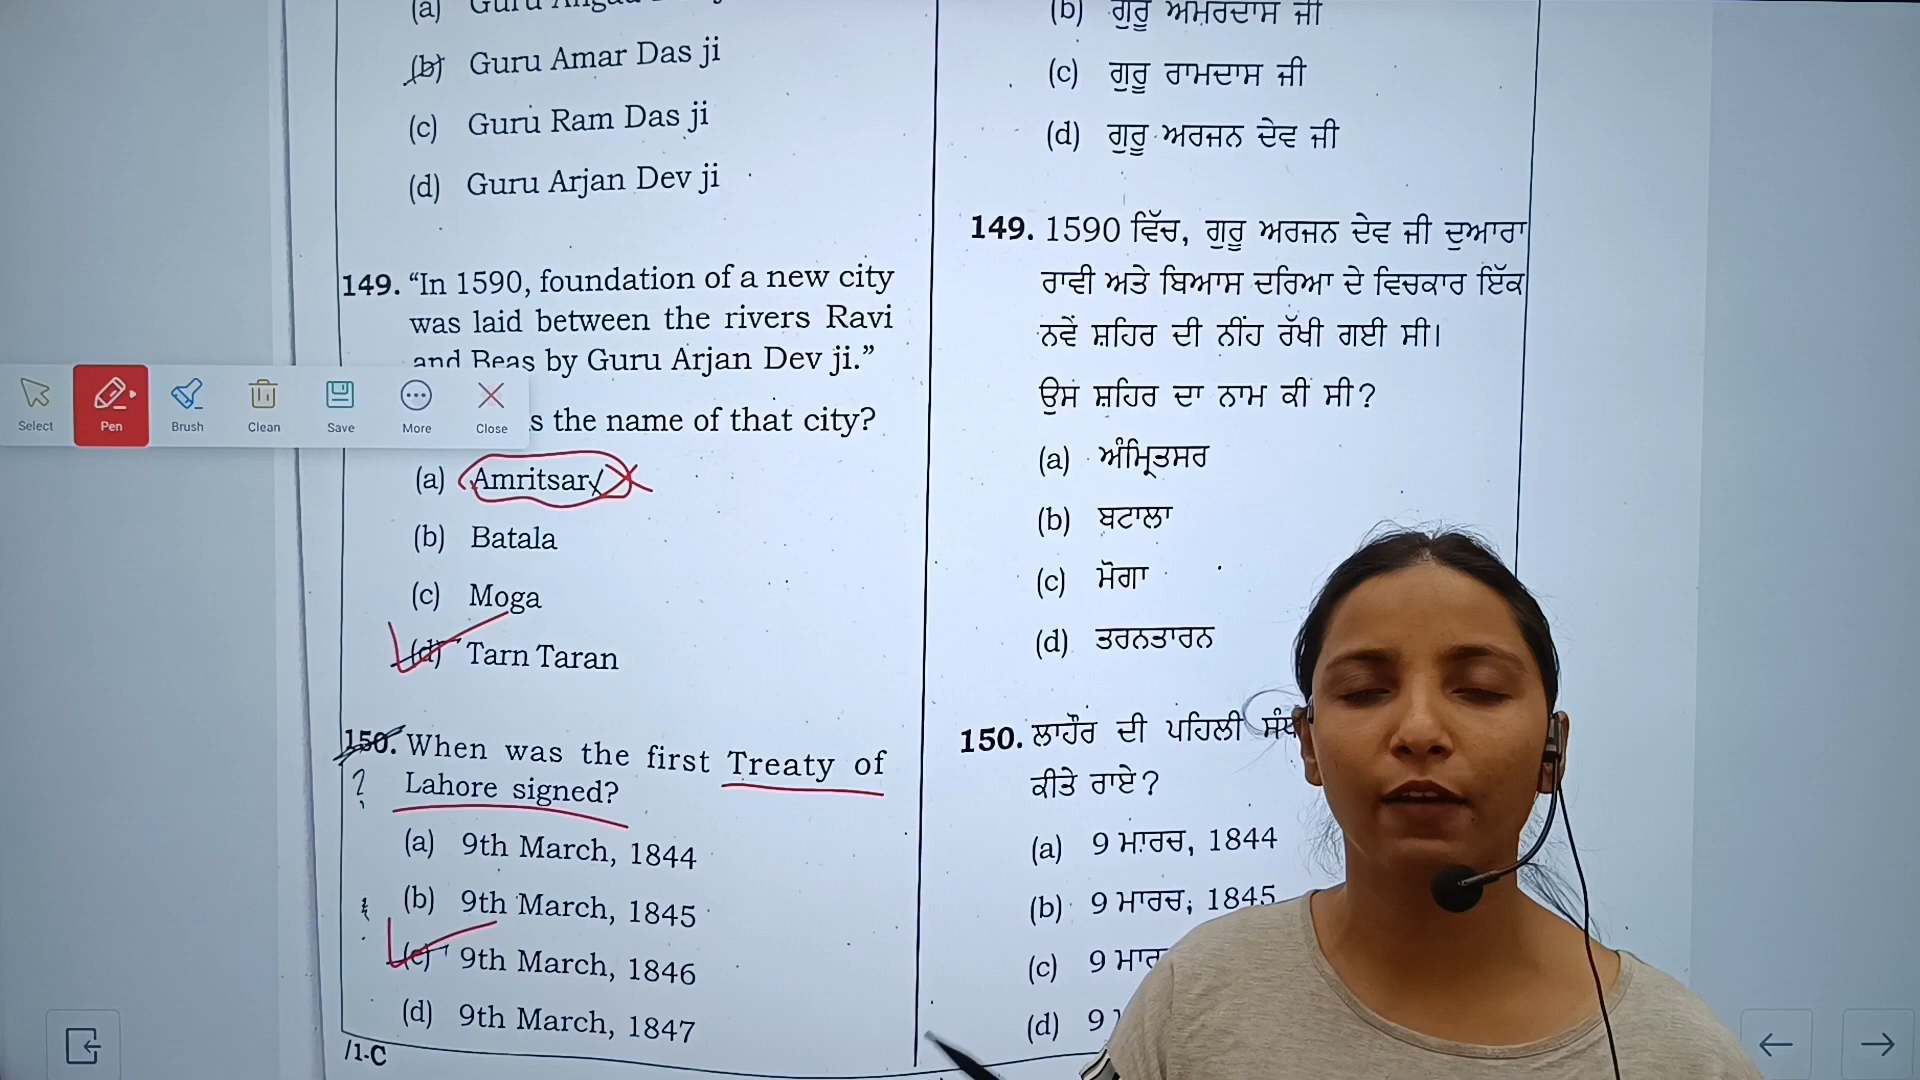 (b) Guru Amar Das ji
(c) Guru Ram Das ji
(d) Guru Arjan Dev ji
149. “In 1590, foundation of a new city
was laid between the rivers Ravi
and Beas by Guru Arjan Dev ji.”
s the name of that city?
(a) Amritsar
(b) Batala
(c) Moga
(d) Tarn Taran
150. When was the first Treaty of
Lahore signed?
(a) 9th March, 1844
(b) 9th March, 1845
(c) 9th March, 1846
(d) 9th March, 1847
/1-C
(b) ਗੁਰੂ ਅਮਰਦਾਸ ਜੀ
(c) ਗੁਰੂ ਰਾਮਦਾਸ ਜੀ
(d) ਗੁਰੂ ਅਰਜਨ ਦੇਵ ਜੀ
149. 1590 ਵਿੱਚ, ਗੁਰੂ ਅਰਜਨ ਦੇਵ ਜੀ ਦੁਆਰਾ
ਰਾਵੀ ਅਤੇ ਬਿਆਸ ਦਰਿਆ ਦੇ ਵਿਚਕਾਰ ਇੱਕ
ਨਵੇਂ ਸ਼ਹਿਰ ਦੀ ਨੀਂਹ ਰੱਖੀ ਗਈ ਸੀ।
ਉਸ ਸ਼ਹਿਰ ਦਾ ਨਾਮ ਕੀ ਸੀ?
(a) ਅੰਮ੍ਰਿਤਸਰ
(b) ਬਟਾਲਾ
(c) ਮੋਗਾ
(d) ਤਰਨਤਾਰਨ
150. ਲਾਹੌਰ ਦੀ ਪਹਿਲੀ
ਕੀਤੇ ਰਾਏ?
(a) 9 ਮਾਰਚ, 1844
(b) 9 ਮਾਰਚ, 1845
(c) 9
(d) 9
Select Pen Brush Clean Save More Close